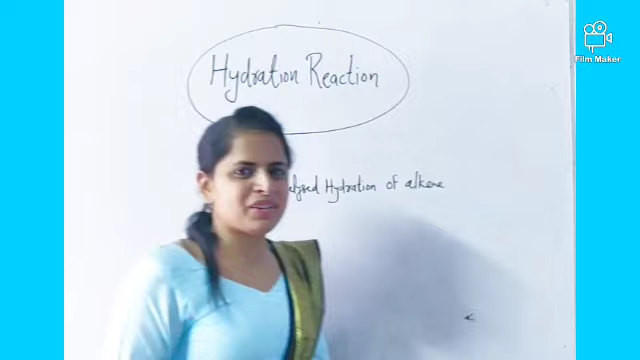 Film Maker
Hydration Reaction
Hydration of alkene